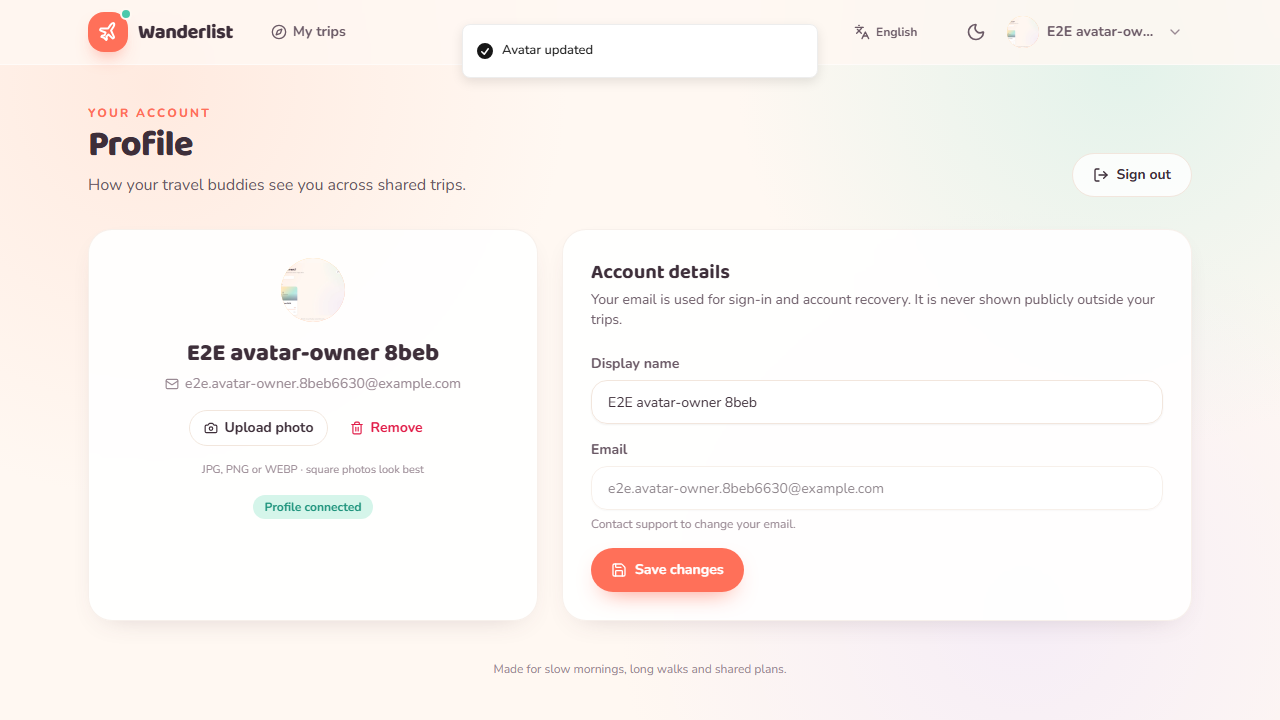 Wanderlist
My trips
Avatar updated
English
E2E avatar-ow...
YOUR ACCOUNT
Profile
How your travel buddies see you across shared trips.
Sign out
E2E avatar-owner 8beb
e2e.avatar-owner.8beb6630@example.com
Upload photo
Remove
JPG, PNG or WEBP · square photos look best
Profile connected
Account details
Your email is used for sign-in and account recovery. It is never shown publicly outside your
trips.
Display name
E2E avatar-owner 8beb
Email
e2e.avatar-owner.8beb6630@example.com
Contact support to change your email.
Save changes
Made for slow mornings, long walks and shared plans.